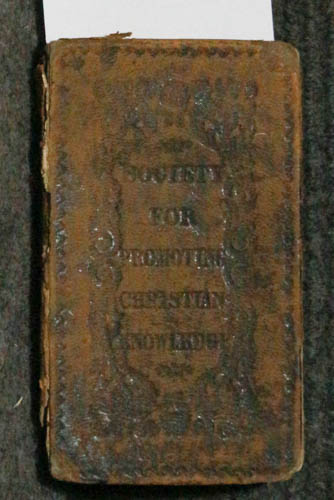 SOCIETY
FOR
PROMOTING
CHRISTIAN
KNOWLEDGE